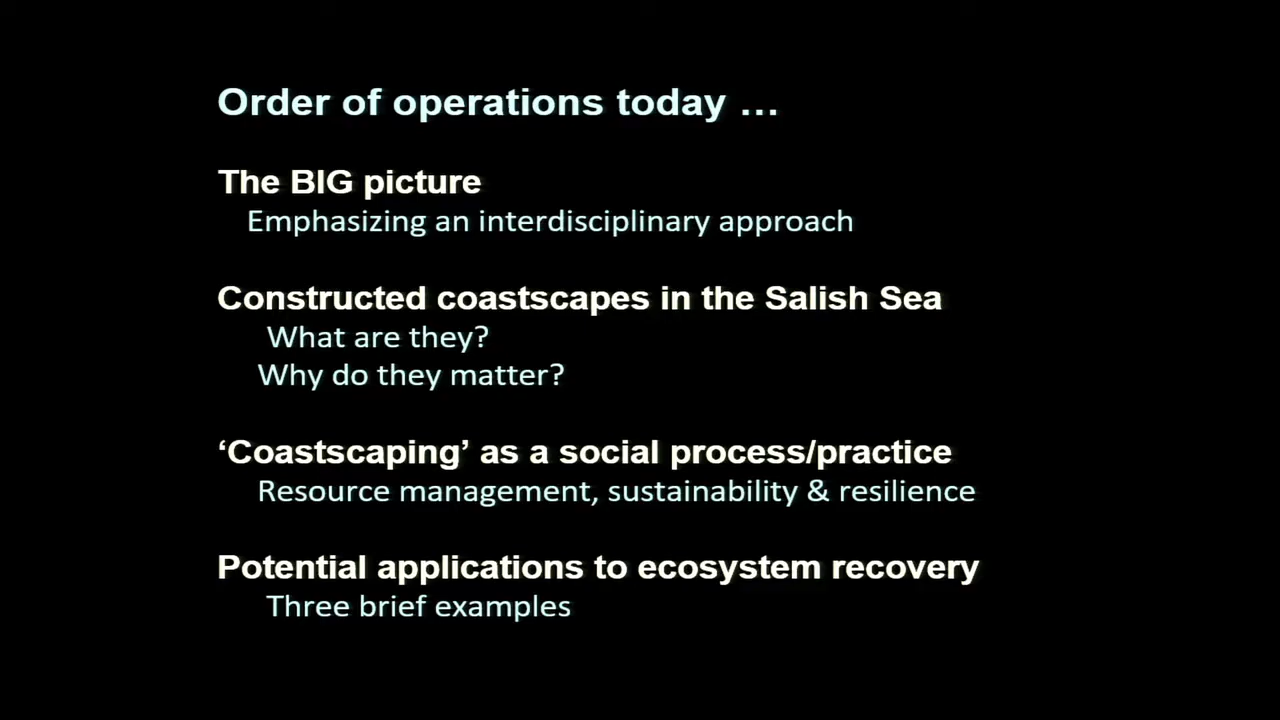 Order of operations today …
The BIG picture
Emphasizing an interdisciplinary approach
Constructed coastscapes in the Salish Sea
What are they?
Why do they matter?
‘Coastscaping’ as a social process/practice
Resource management, sustainability & resilience
Potential applications to ecosystem recovery
Three brief examples